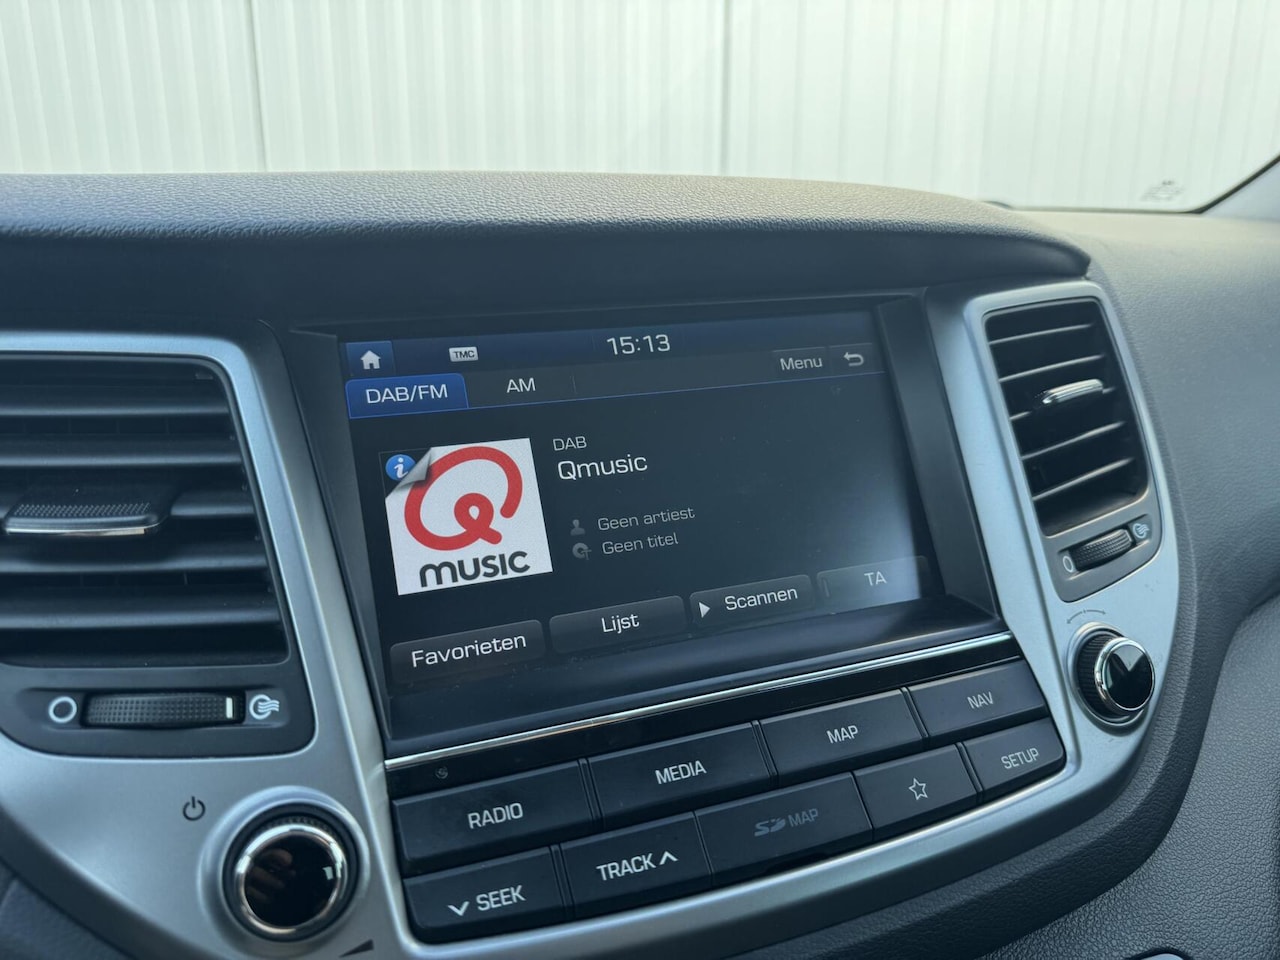 TMC
15:13
DAB/FM
AM
Menu
DAB
Qmusic
Q
MUSIC
i
Geen artiest
Geen titel
Favorieten
Lijst
Scannen
TA
RADIO
MEDIA
MAP
NAV
SEEK
TRACK
SD MAP
SETUP